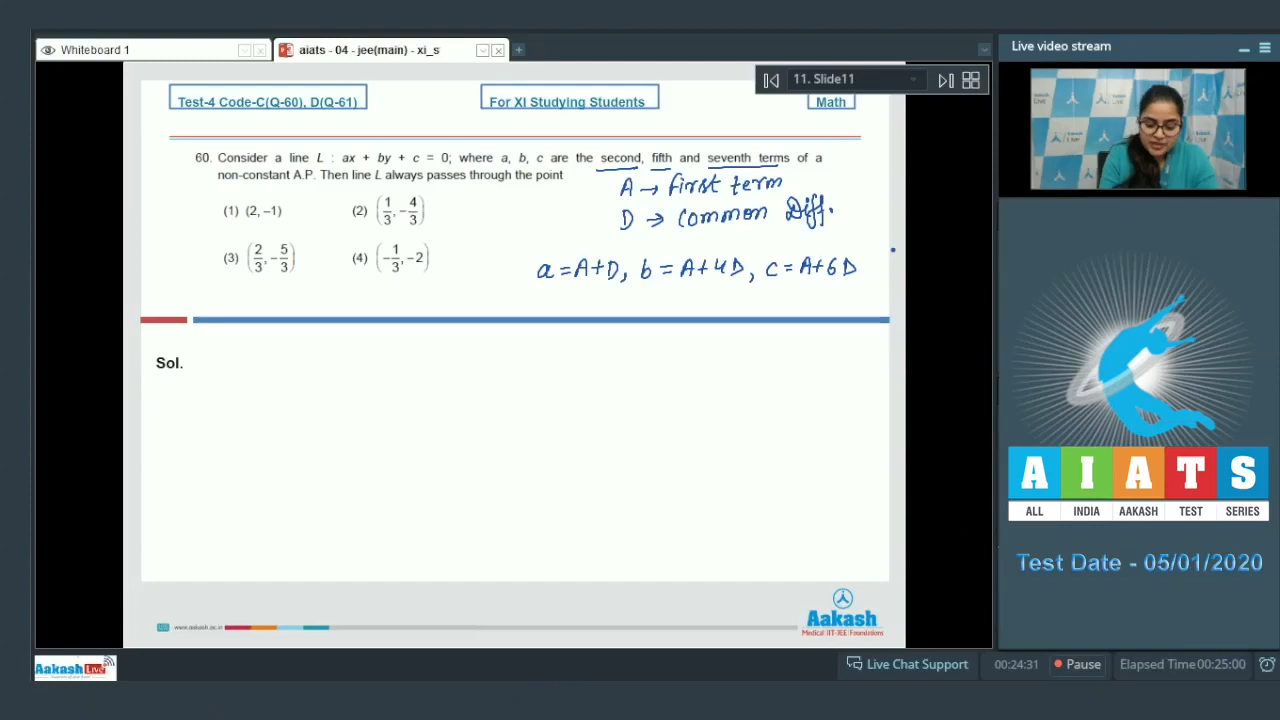 Whiteboard 1
aiats - 04 - jee(main) - xi_s
Live video stream
11. Slide11
Test-4 Code-C(Q-60), D(Q-61)
For XI Studying Students
Math
60. Consider a line L : ax + by + c = 0; where a, b, c are the second, fifth and seventh terms of a
non-constant A.P. Then line L always passes through the point
A → First term
(1) (2, −1)
(2) (1/3, −4/3)
D → Common Diff.
(3) (2/3, −5/3)
(4) (−1/3, −2)
a = A+D, b = A+4D, c = A+6D
Sol.
A I A T S
ALL INDIA AAKASH TEST SERIES
Test Date - 05/01/2020
www.aakash.ac.in
Aakash
Medical | IIT-JEE | Foundations
Aakash Live
Live Chat Support
00:24:31
Pause
Elapsed Time 00:25:00